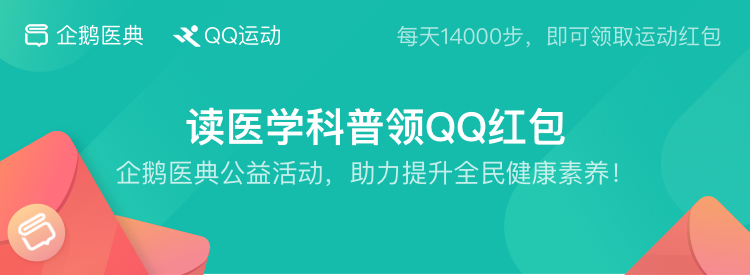 企鹅医典 QQ运动 每天14000步，即可领取运动红包
读医学科普领QQ红包
企鹅医典公益活动，助力提升全民健康素养！